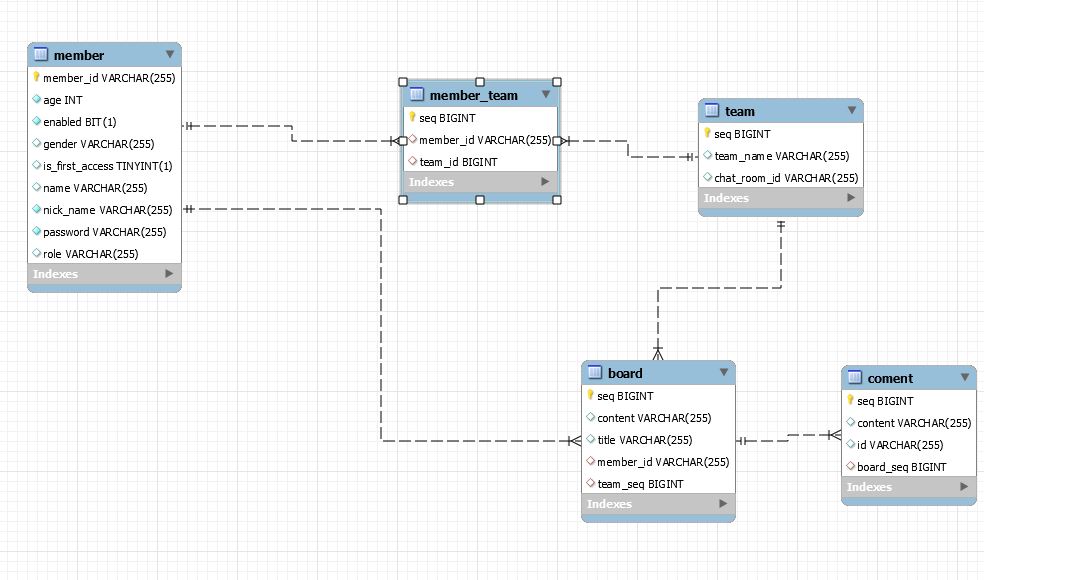 member
member_id VARCHAR(255)
age INT
enabled BIT(1)
gender VARCHAR(255)
is_first_access TINYINT(1)
name VARCHAR(255)
nick_name VARCHAR(255)
password VARCHAR(255)
role VARCHAR(255)
Indexes
member_team
seq BIGINT
member_id VARCHAR(255)
team_id BIGINT
Indexes
team
seq BIGINT
team_name VARCHAR(255)
chat_room_id VARCHAR(255)
Indexes
board
seq BIGINT
content VARCHAR(255)
title VARCHAR(255)
member_id VARCHAR(255)
team_seq BIGINT
Indexes
coment
seq BIGINT
content VARCHAR(255)
id VARCHAR(255)
board_seq BIGINT
Indexes